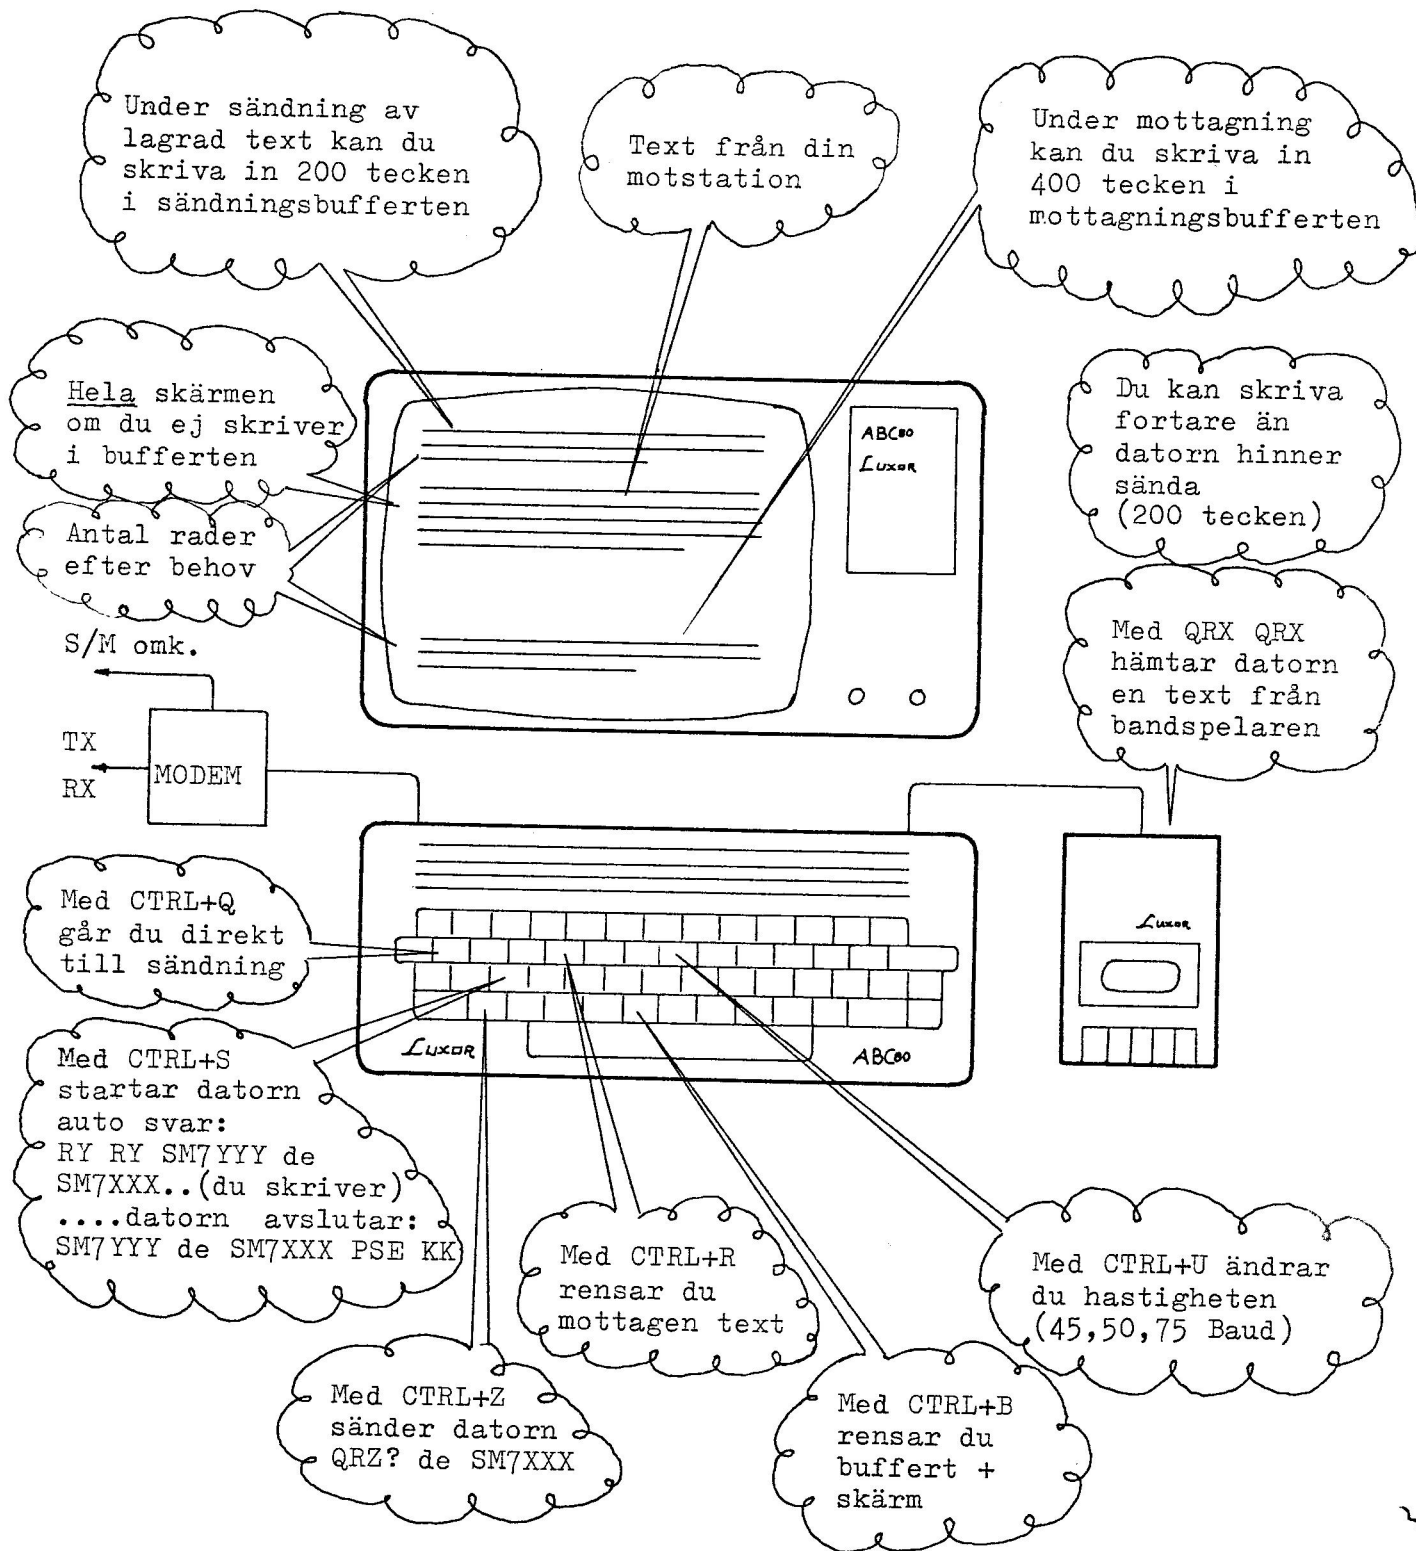 Under sändning av
lagrad text kan du
skriva in 200 tecken
i sändningsbufferten
Text från din
motstation
Under mottagning
kan du skriva in
400 tecken i
mottagningsbufferten
Hela skärmen
om du ej skriver
i bufferten
Antal rader
efter behov
ABC80
Luxor
Du kan skriva
fortare än
datorn hinner
sända
(200 tecken)
Med QRX QRX
hämtar datorn
en text från
bandspelaren
S/M omk.
TX
RX
MODEM
Med CTRL+Q
går du direkt
till sändning
Luxor
ABC80
Luxor
Med CTRL+S
startar datorn
auto svar:
RY RY SM7YYY de
SM7XXX..(du skriver)
....datorn avslutar:
SM7YYY de SM7XXX PSE KK
Med CTRL+R
rensar du
mottagen text
Med CTRL+U ändrar
du hastigheten
(45,50,75 Baud)
Med CTRL+Z
sänder datorn
QRZ? de SM7XXX
Med CTRL+B
rensar du
buffert +
skärm